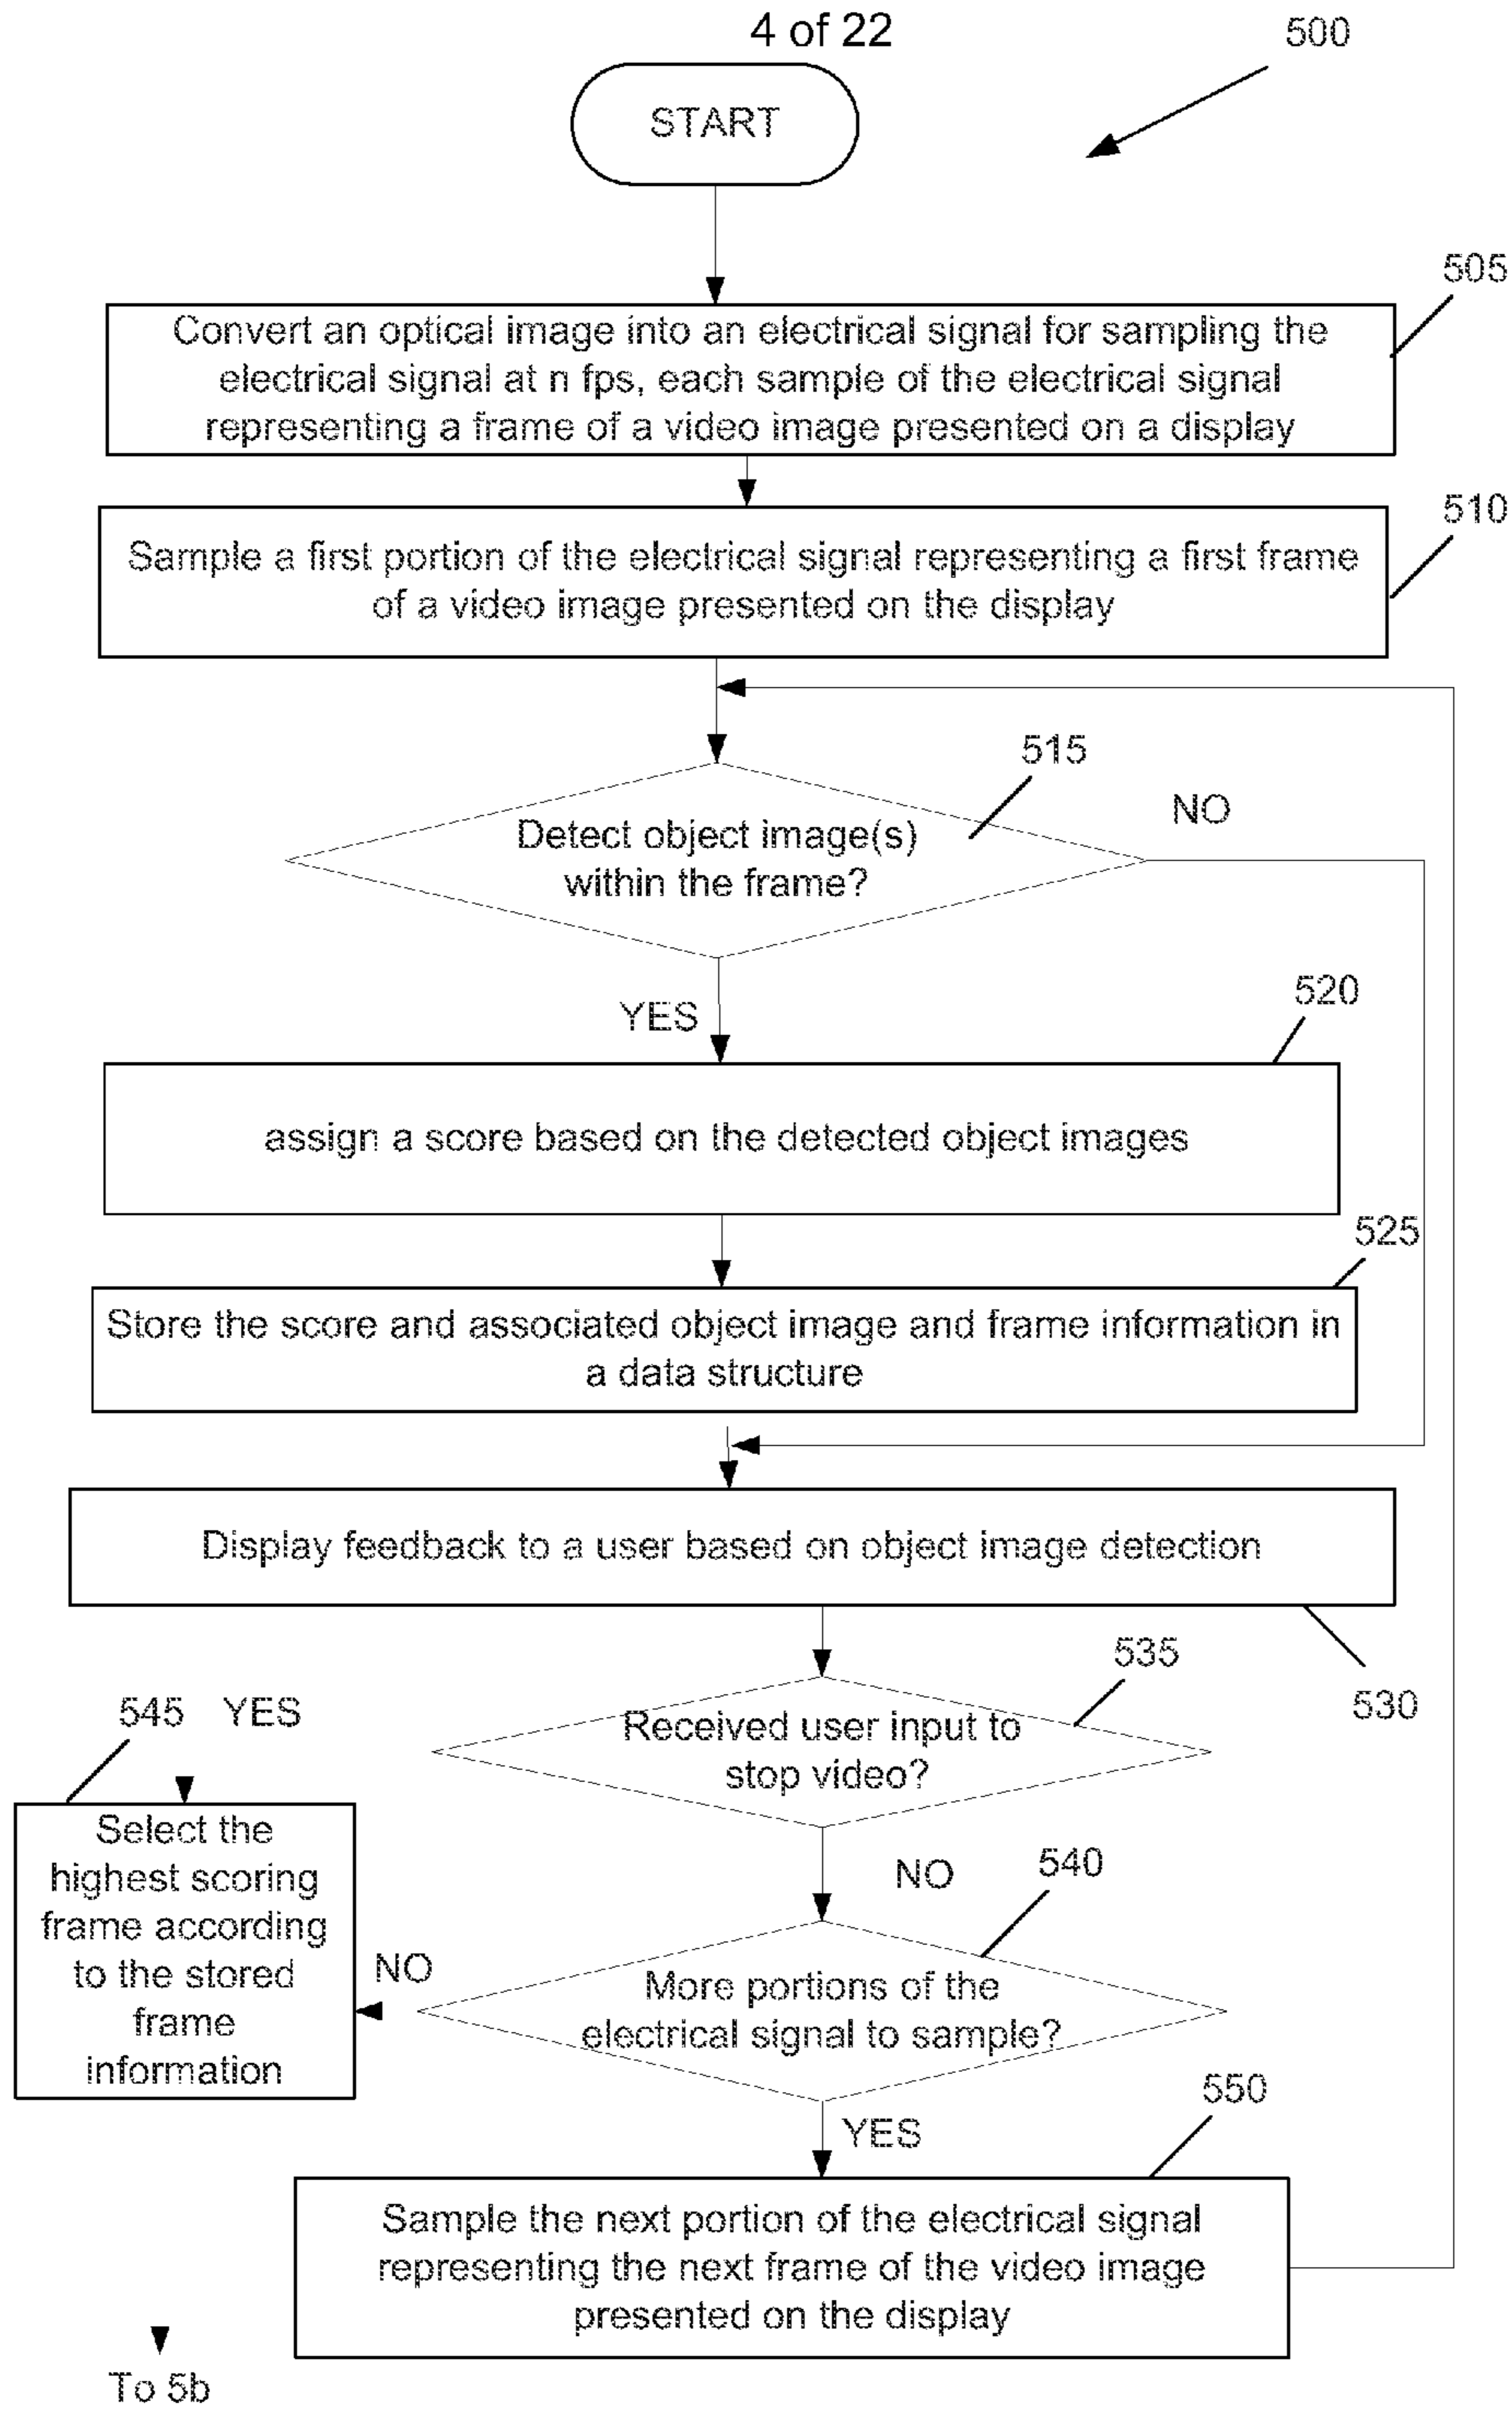 4 of 22
500
START
505
Convert an optical image into an electrical signal for sampling the
electrical signal at n fps, each sample of the electrical signal
representing a frame of a video image presented on a display
510
Sample a first portion of the electrical signal representing a first frame
of a video image presented on the display
515
NO
Detect object image(s)
within the frame?
YES
520
assign a score based on the detected object images
525
Store the score and associated object image and frame information in
a data structure
Display feedback to a user based on object image detection
530
535
Received user input to
stop video?
545
YES
Select the
highest scoring
frame according
to the stored
frame
information
NO
540
NO
More portions of the
electrical signal to sample?
YES
550
Sample the next portion of the electrical signal
representing the next frame of the video image
presented on the display
To 5b